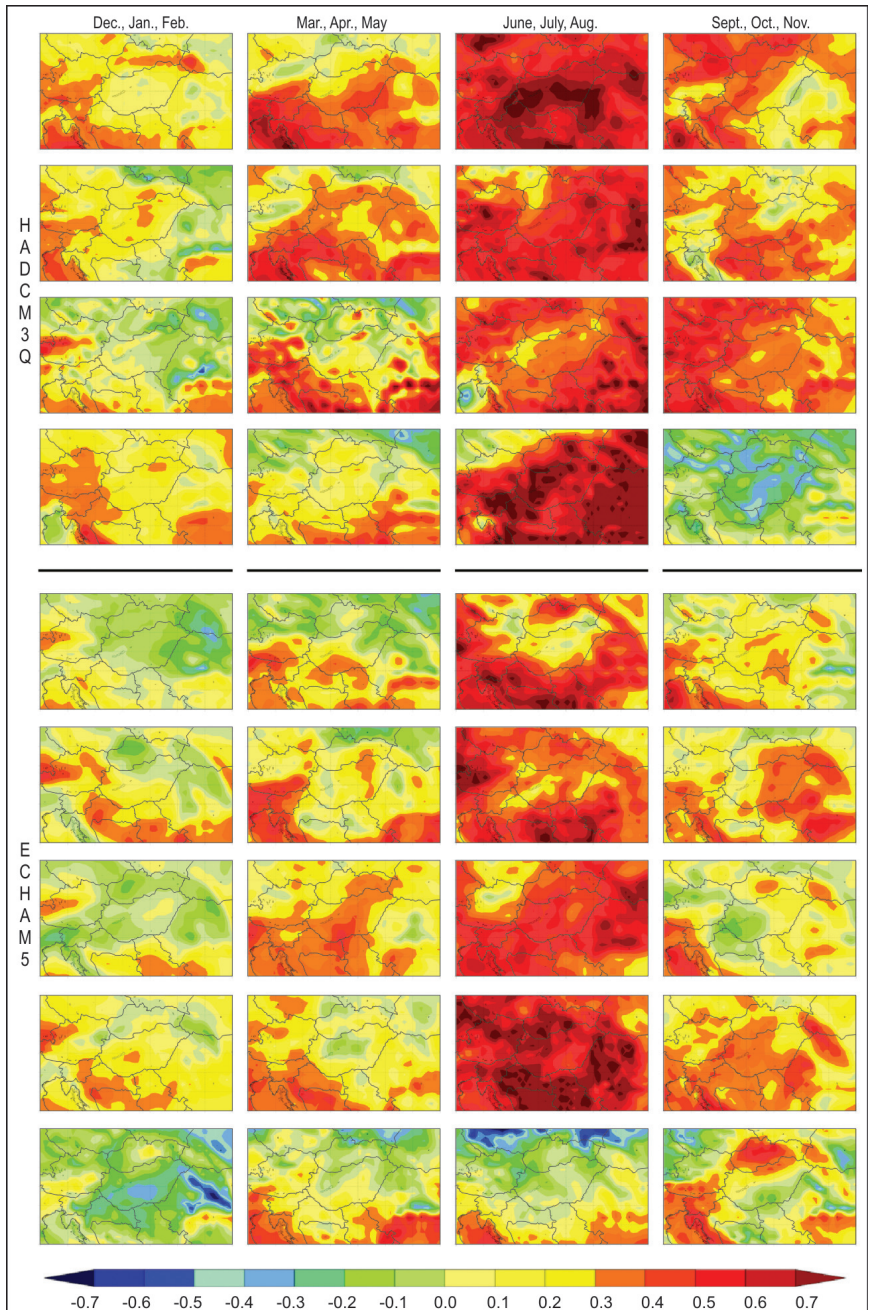 Dec., Jan., Feb. Mar., Apr., May June, July, Aug. Sept., Oct., Nov.
H
A
D
C
M
3
Q
E
C
H
A
M
5
-0.7 -0.6 -0.5 -0.4 -0.3 -0.2 -0.1 0.0 0.1 0.2 0.3 0.4 0.5 0.6 0.7